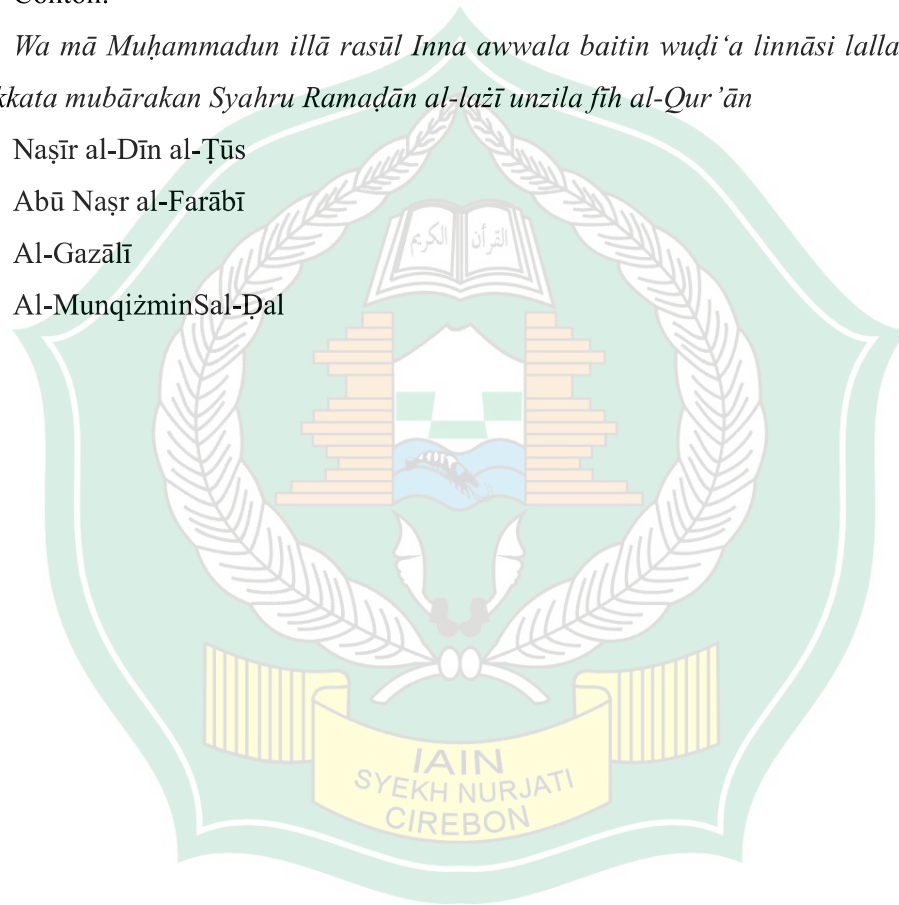 Contoh:
Wa mā Muḥammadun illā rasūl Inna awwala baitin wuḍi‘a linnāsi lalla
kkata mubārakan Syahru Ramaḍān al-lażī unzila fīh al-Qur’ān
Naṣīr al-Dīn al-Ṭūs
Abū Naṣr al-Farābī
Al-Gazālī
Al-MunqiżminSal-Ḍal
القرآن الكريم
IAIN
SYEKH NURJATI
CIREBON